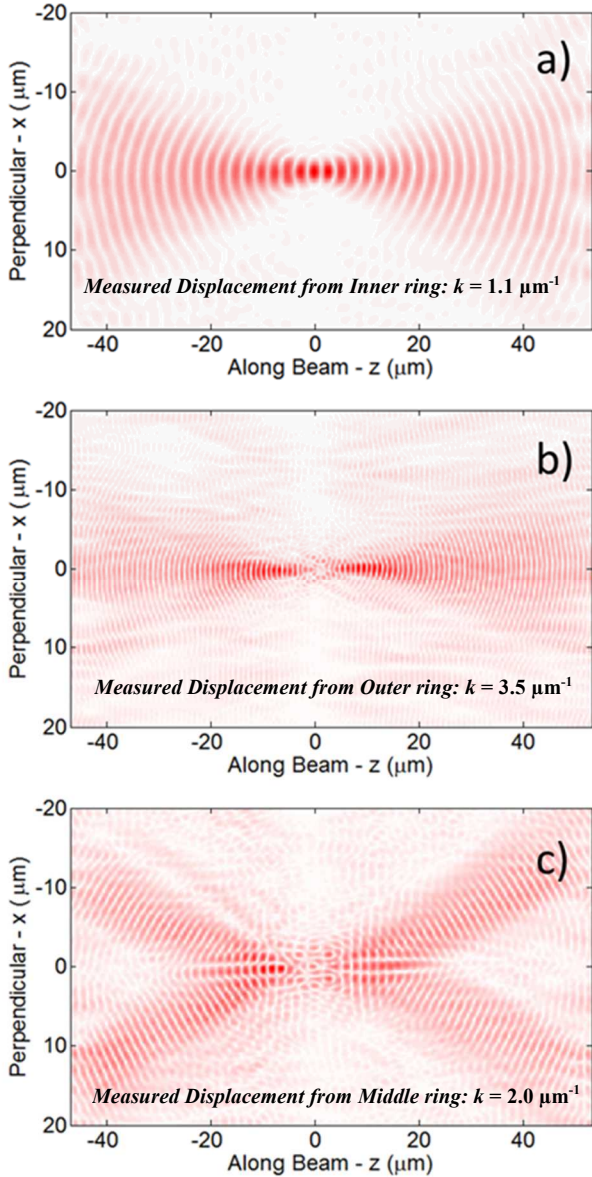 a)
-20
-10
0
10
20
Perpendicular - x (μm)
Measured Displacement from Inner ring: k = 1.1 μm⁻¹
-40 -20 0 20 40
Along Beam - z (μm)
b)
-20
-10
0
10
20
Perpendicular - x (μm)
Measured Displacement from Outer ring: k = 3.5 μm⁻¹
-40 -20 0 20 40
Along Beam - z (μm)
c)
-20
-10
0
10
20
Perpendicular - x (μm)
Measured Displacement from Middle ring: k = 2.0 μm⁻¹
-40 -20 0 20 40
Along Beam - z (μm)